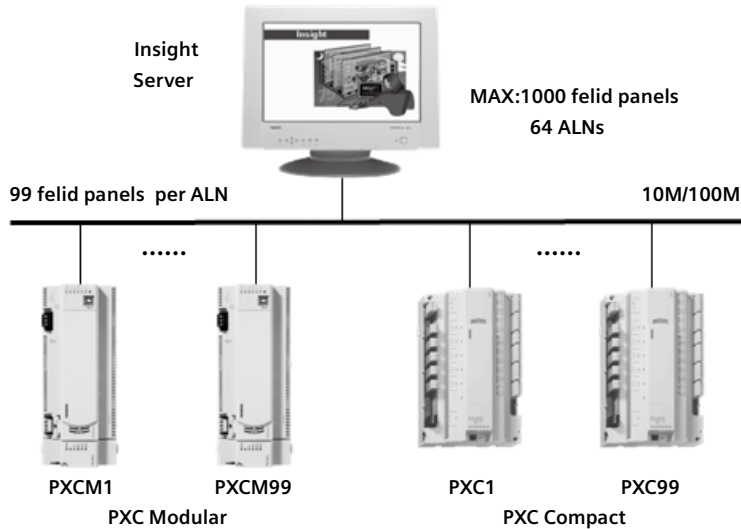 Insight
Insight
Server
MAX:1000 felid panels
64 ALNs
99 felid panels  per ALN
10M/100M
......
......
PXCM1
PXCM99
PXC1
PXC99
PXC Modular
PXC Compact